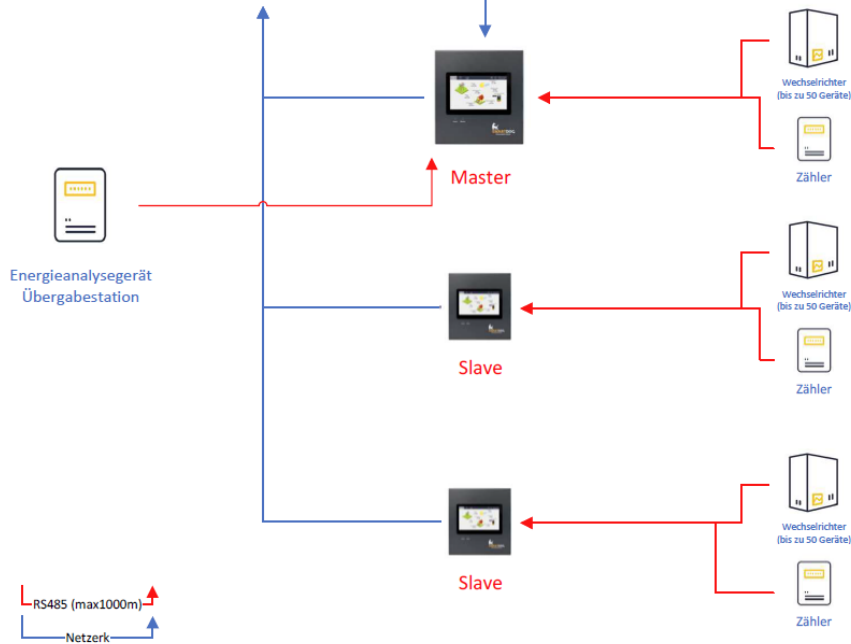 Wechselrichter
(bis zu 50 Geräte)
Master
Zähler
Energieanalysegerät
Übergabestation
Wechselrichter
(bis zu 50 Geräte)
Slave
Zähler
Wechselrichter
(bis zu 50 Geräte)
Slave
Zähler
RS485 (max1000m)
Netzerk